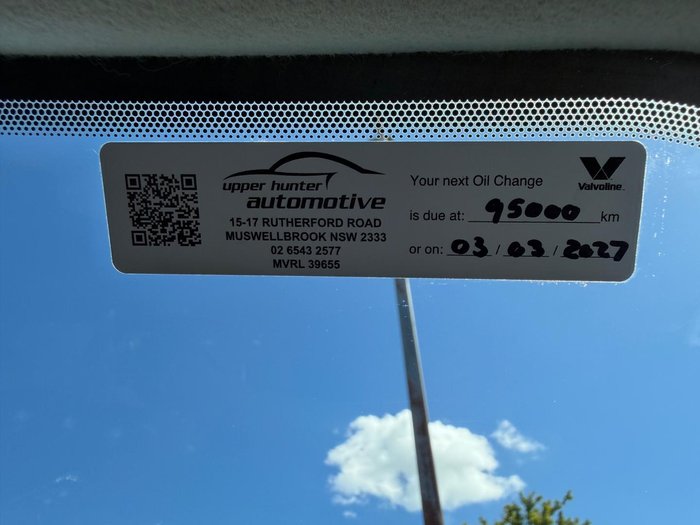 upper hunter
automotive
15-17 RUTHERFORD ROAD
MUSWELLBROOK NSW 2333
02 6543 2577
MVRL 39655
Your next Oil Change
Valvoline™
is due at: 95000 km
or on: 03 / 03 / 2027